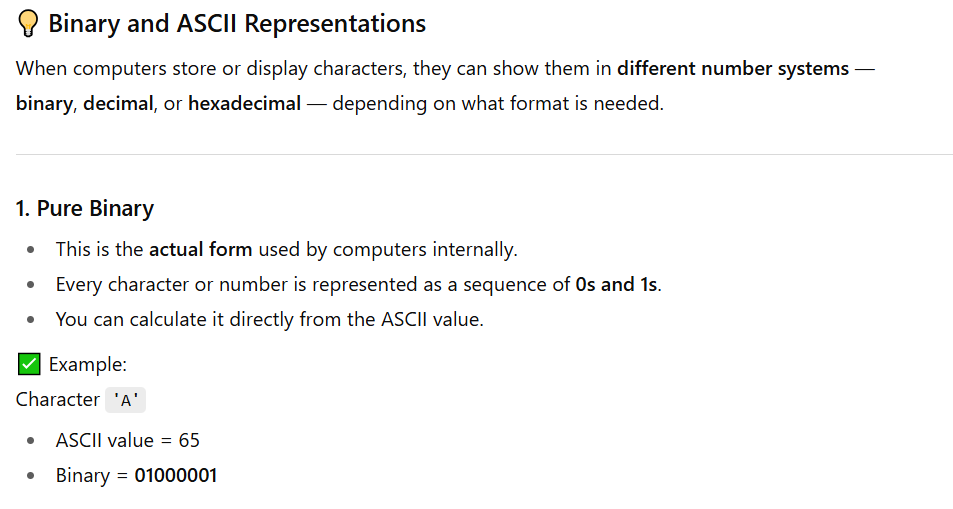 💡 Binary and ASCII Representations
When computers store or display characters, they can show them in different number systems —
binary, decimal, or hexadecimal — depending on what format is needed.
1. Pure Binary
• This is the actual form used by computers internally.
• Every character or number is represented as a sequence of 0s and 1s.
• You can calculate it directly from the ASCII value.
✅ Example:
Character 'A'
• ASCII value = 65
• Binary = 01000001